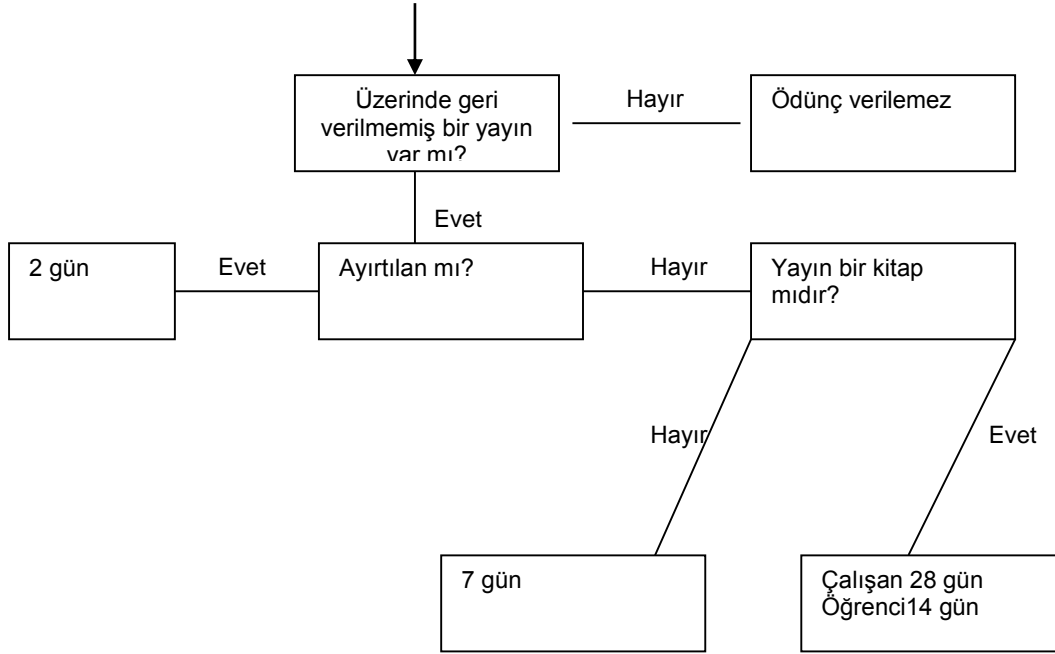 Üzerinde geri
verilmemiş bir yayın
var mı?
Hayır
Ödünç verilemez
Evet
2 gün
Evet
Ayırtılan mı?
Hayır
Yayın bir kitap
mıdır?
Hayır
Evet
7 gün
Çalışan 28 gün
Öğrenci14 gün